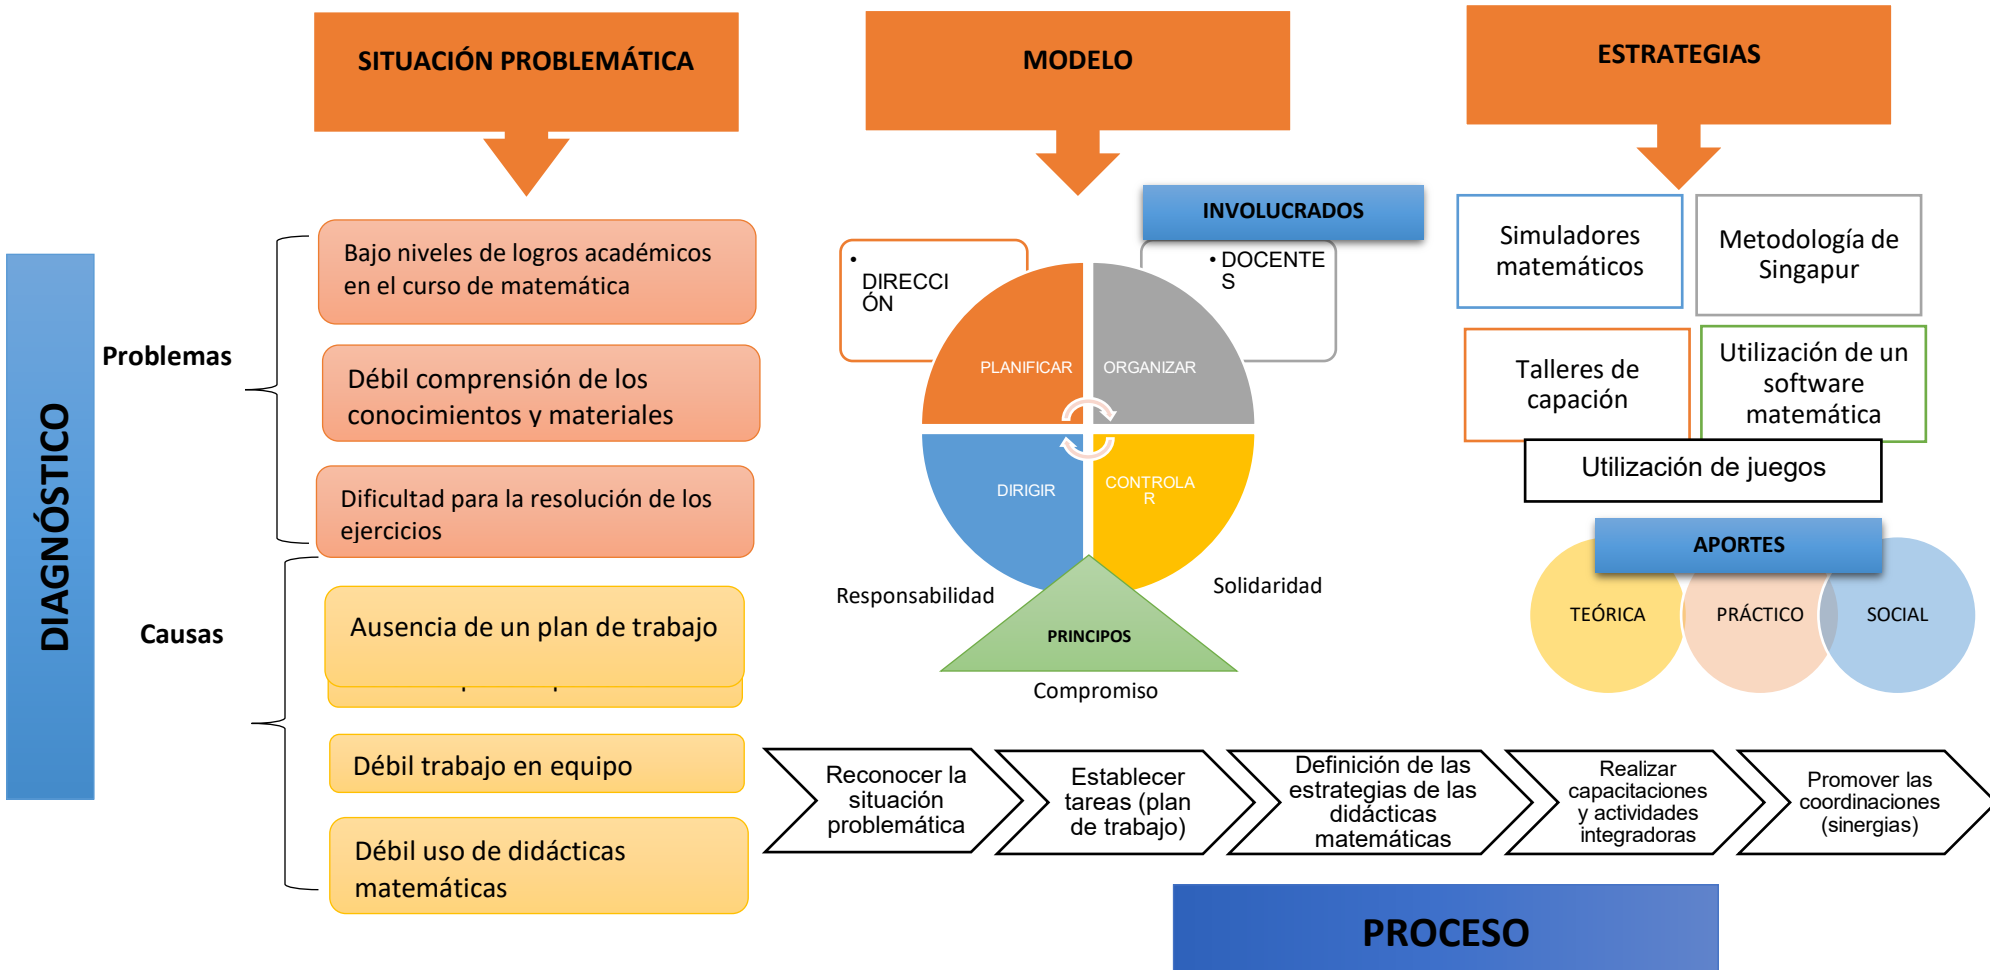 SITUACIÓN PROBLEMÁTICA
MODELO
ESTRATEGIAS
DIAGNÓSTICO
Problemas
Bajo niveles de logros académicos
en el curso de matemática
Débil comprensión de los
conocimientos y materiales
Dificultad para la resolución de los
ejercicios
Causas
Ausencia de un plan de trabajo
Débil trabajo en equipo
Débil uso de didácticas
matemáticas
INVOLUCRADOS
•
DIRECCI
ÓN
• DOCENTE
S
PLANIFICAR
ORGANIZAR
DIRIGIR
CONTROLA
R
Responsabilidad
Solidaridad
PRINCIPOS
Compromiso
Simuladores
matemáticos
Metodología de
Singapur
Talleres de
capación
Utilización de un
software
matemática
Utilización de juegos
APORTES
TEÓRICA
PRÁCTICO
SOCIAL
Reconocer la
situación
problemática
Establecer
tareas (plan
de trabajo)
Definición de las
estrategias de las
didácticas
matemáticas
Realizar
capacitaciones
y actividades
integradoras
Promover las
coordinaciones
(sinergias)
PROCESO